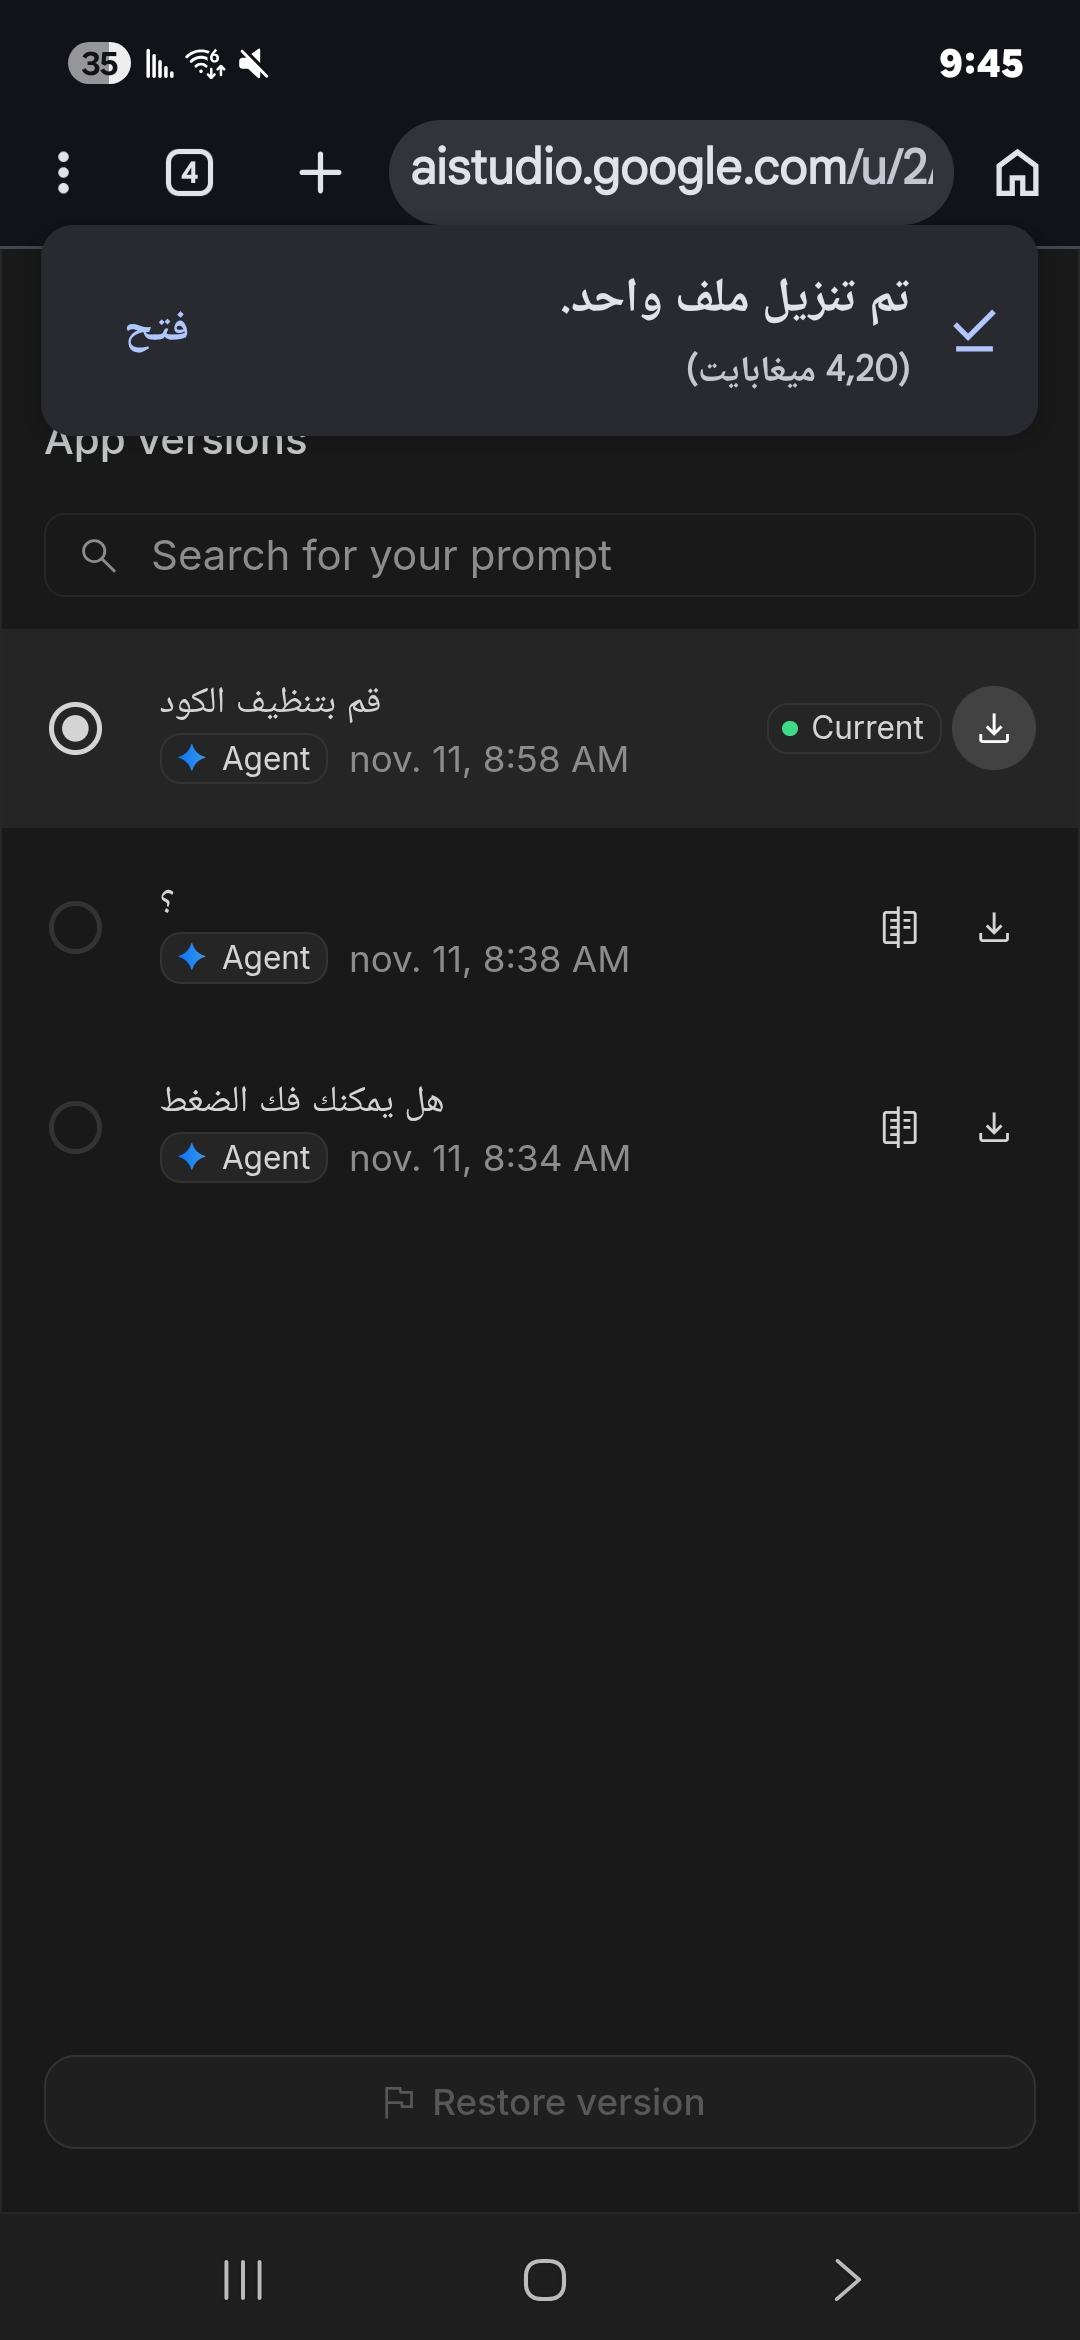 35
6
9:45
4
aistudio.google.com/u/2/
تم تنزيل ملف واحد.
(4,20 ميغابايت)
فتح
App versions
Search for your prompt
قم بتنظيف الكود
Agent nov. 11, 8:58 AM
Current
؟
Agent nov. 11, 8:38 AM
هل يمكنك فك الضغط
Agent nov. 11, 8:34 AM
Restore version